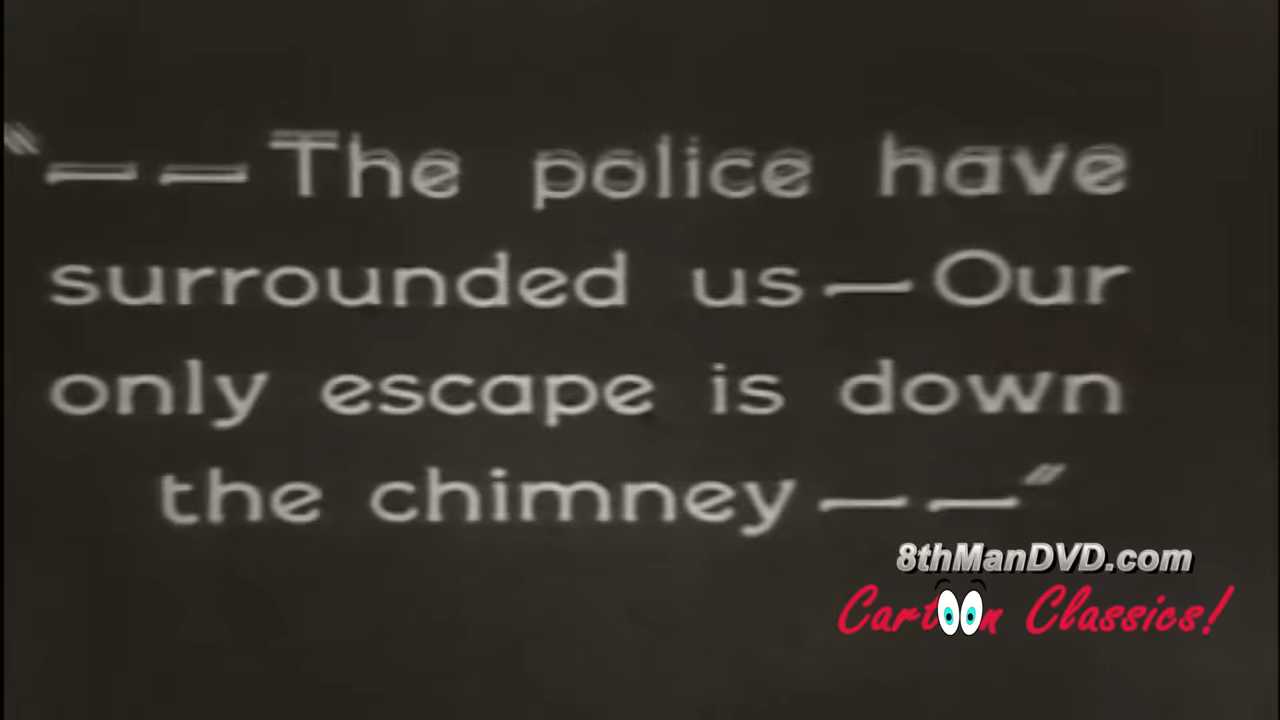 "——The police have
surrounded us—Our
only escape is down
the chimney——"
8thManDVD.com
Cartoon Classics!